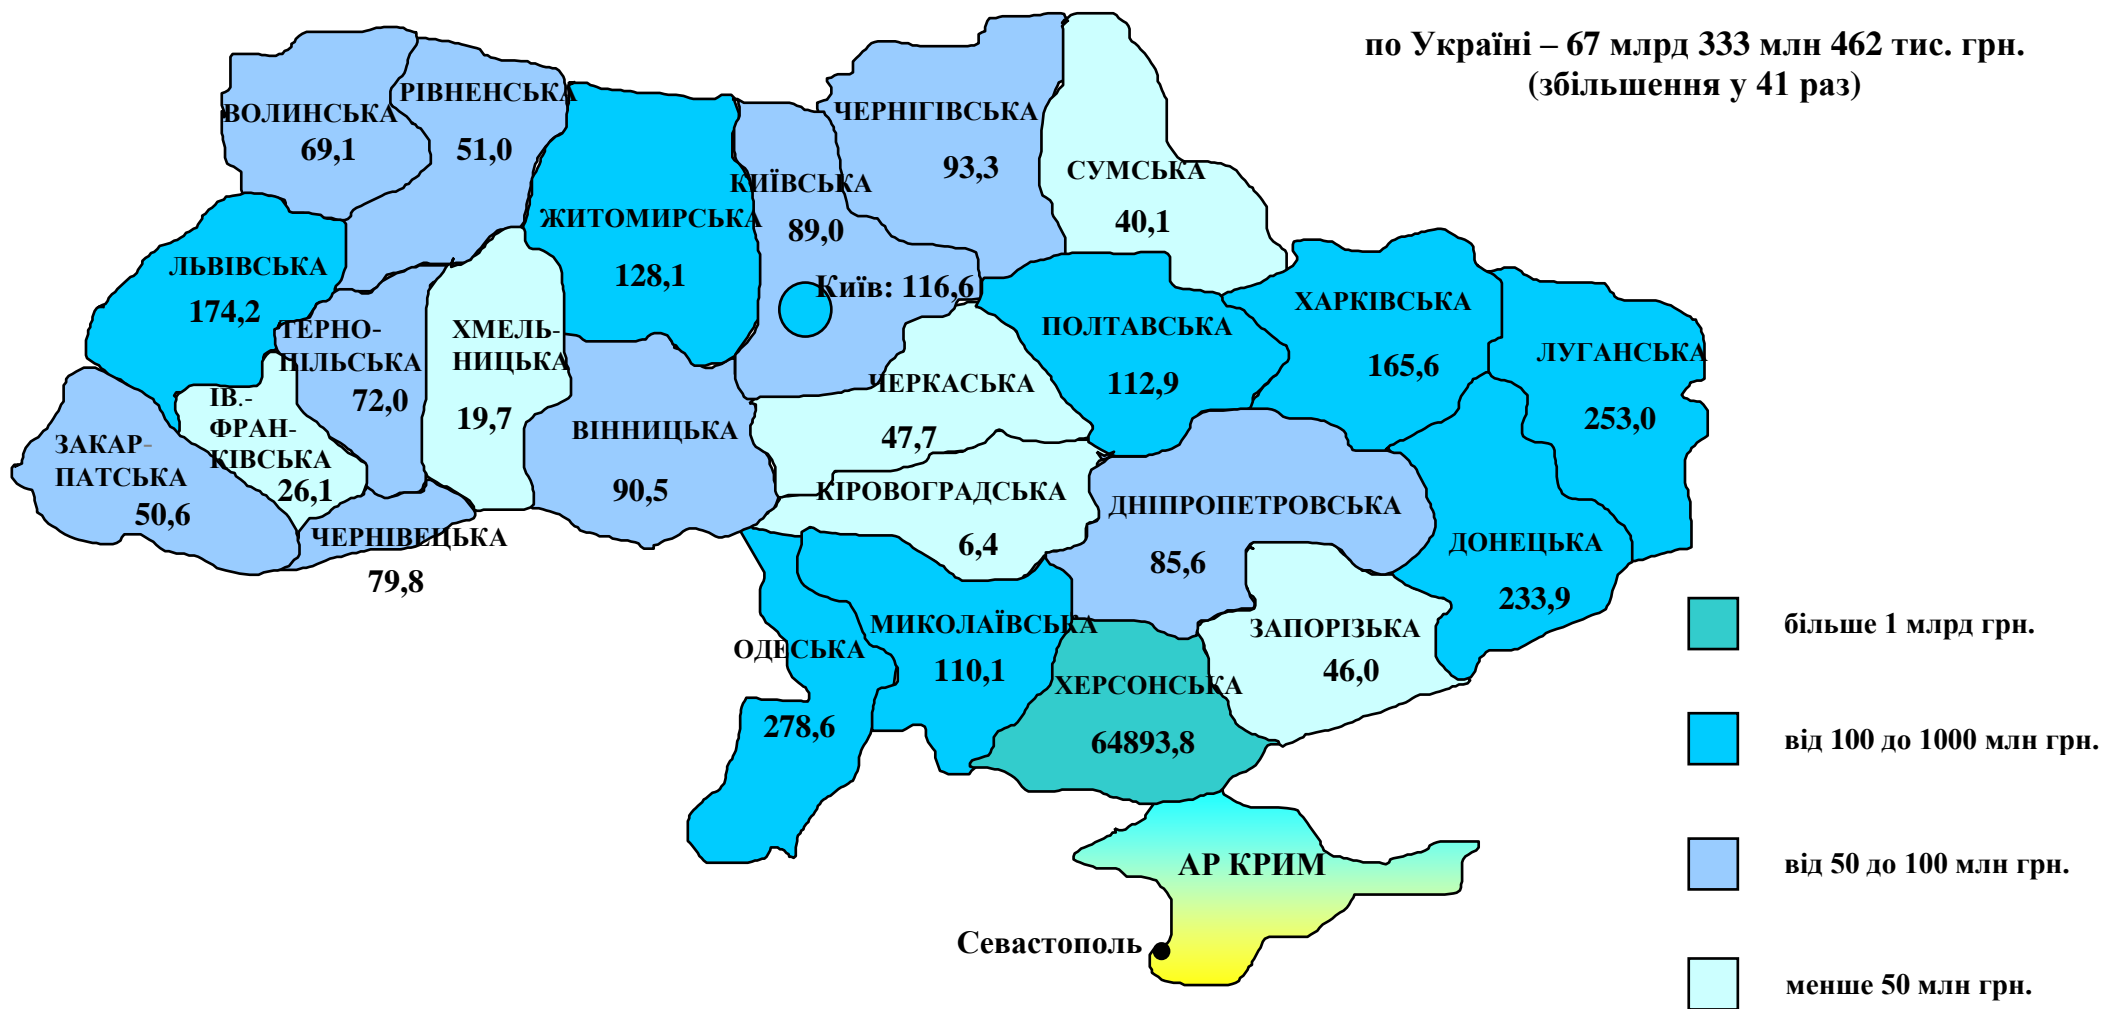 по Україні – 67 млрд 333 млн 462 тис. грн.
(збільшення у 41 раз)
ВОЛИНСЬКА
69,1
РІВНЕНСЬКА
51,0
ЖИТОМИРСЬКА
128,1
КИЇВСЬКА
89,0
Київ: 116,6
ЧЕРНІГІВСЬКА
93,3
СУМСЬКА
40,1
ЛЬВІВСЬКА
174,2
ТЕРНО-
ПІЛЬСЬКА
72,0
ХМЕЛЬ-
НИЦЬКА
19,7
ПОЛТАВСЬКА
112,9
ХАРКІВСЬКА
165,6
ЛУГАНСЬКА
253,0
ІВ.-
ФРАН-
КІВСЬКА
26,1
ЗАКАР-
ПАТСЬКА
50,6
ЧЕРНІВЕЦЬКА
79,8
ВІННИЦЬКА
90,5
ЧЕРКАСЬКА
47,7
КІРОВОГРАДСЬКА
6,4
ДНІПРОПЕТРОВСЬКА
85,6
ДОНЕЦЬКА
233,9
ОДЕСЬКА
278,6
МИКОЛАЇВСЬКА
110,1
ХЕРСОНСЬКА
64893,8
ЗАПОРІЗЬКА
46,0
АР КРИМ
Севастополь
більше 1 млрд грн.
від 100 до 1000 млн грн.
від 50 до 100 млн грн.
менше 50 млн грн.